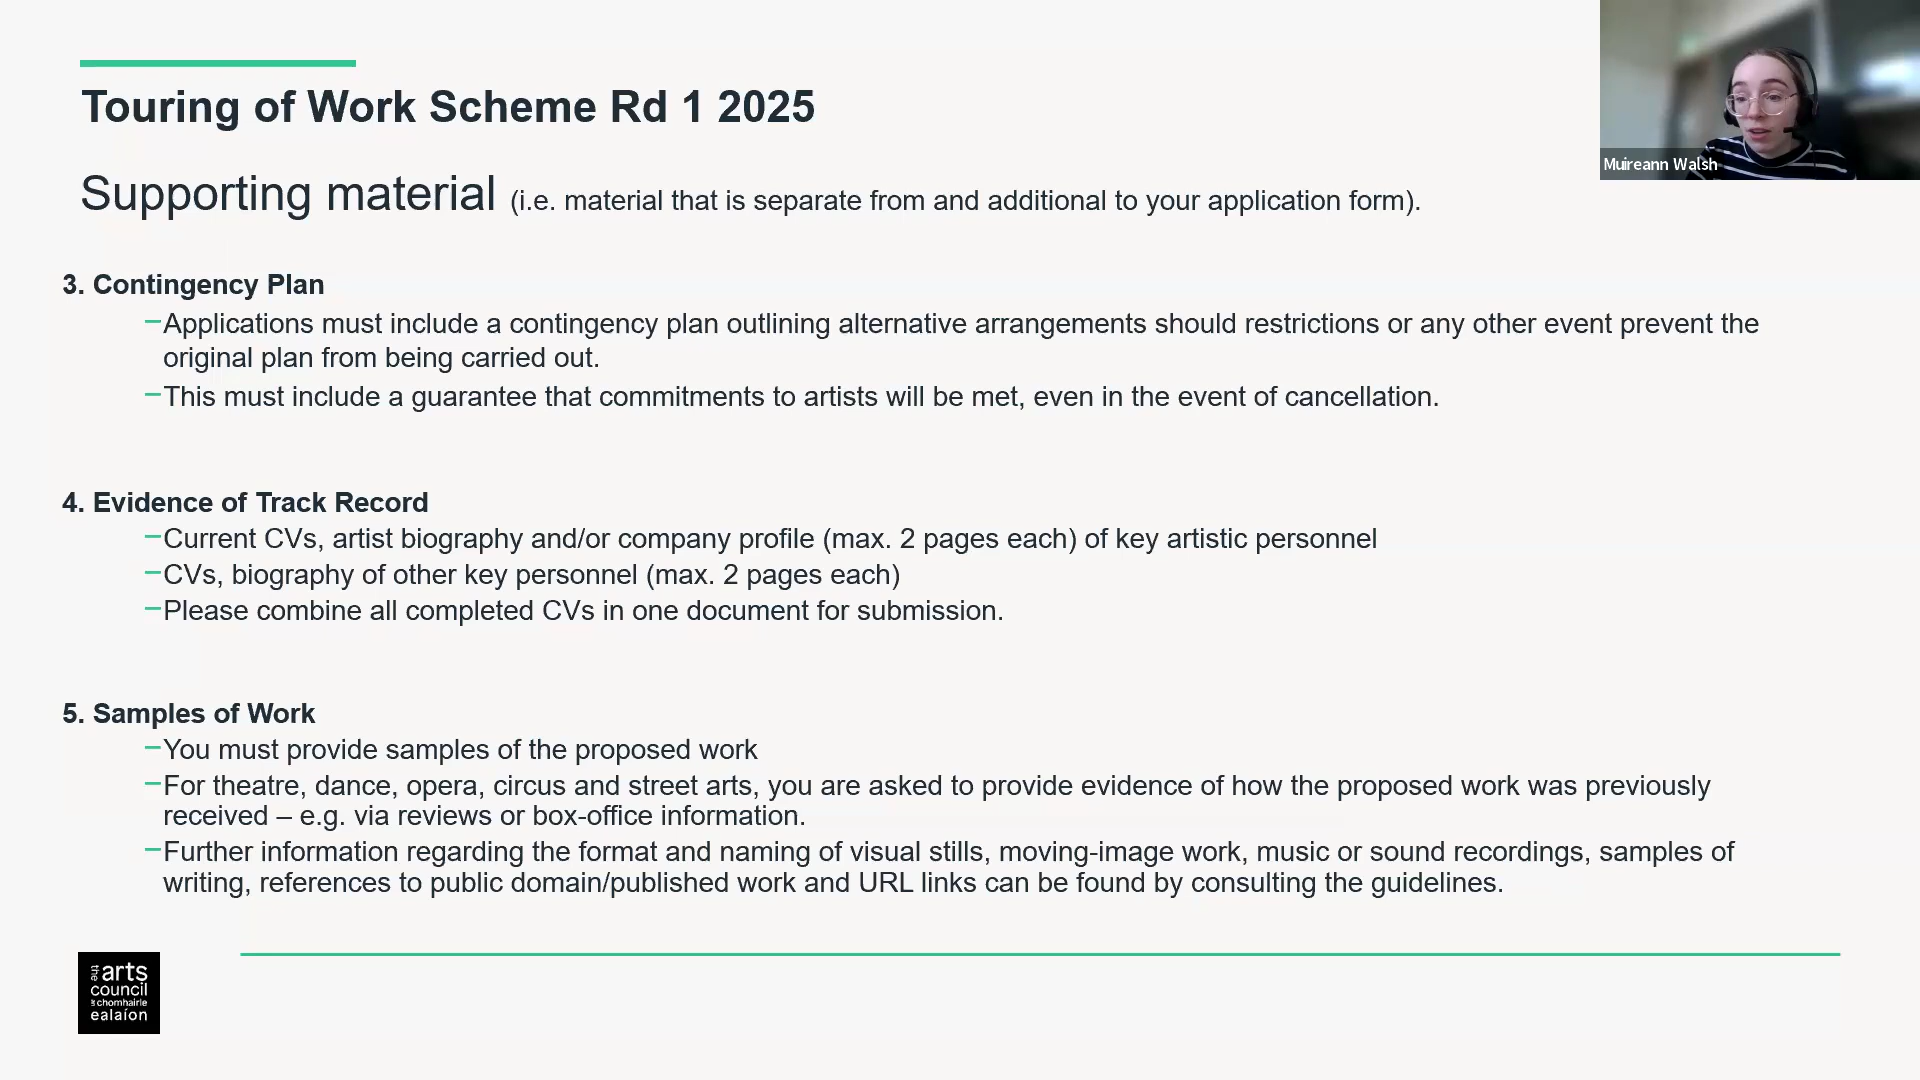 Touring of Work Scheme Rd 1 2025
Muireann Walsh
Supporting material (i.e. material that is separate from and additional to your application form).
3. Contingency Plan
–Applications must include a contingency plan outlining alternative arrangements should restrictions or any other event prevent the
original plan from being carried out.
–This must include a guarantee that commitments to artists will be met, even in the event of cancellation.
4. Evidence of Track Record
–Current CVs, artist biography and/or company profile (max. 2 pages each) of key artistic personnel
–CVs, biography of other key personnel (max. 2 pages each)
–Please combine all completed CVs in one document for submission.
5. Samples of Work
–You must provide samples of the proposed work
–For theatre, dance, opera, circus and street arts, you are asked to provide evidence of how the proposed work was previously
received – e.g. via reviews or box-office information.
–Further information regarding the format and naming of visual stills, moving-image work, music or sound recordings, samples of
writing, references to public domain/published work and URL links can be found by consulting the guidelines.
the arts
council
chomhairle
ealaíon